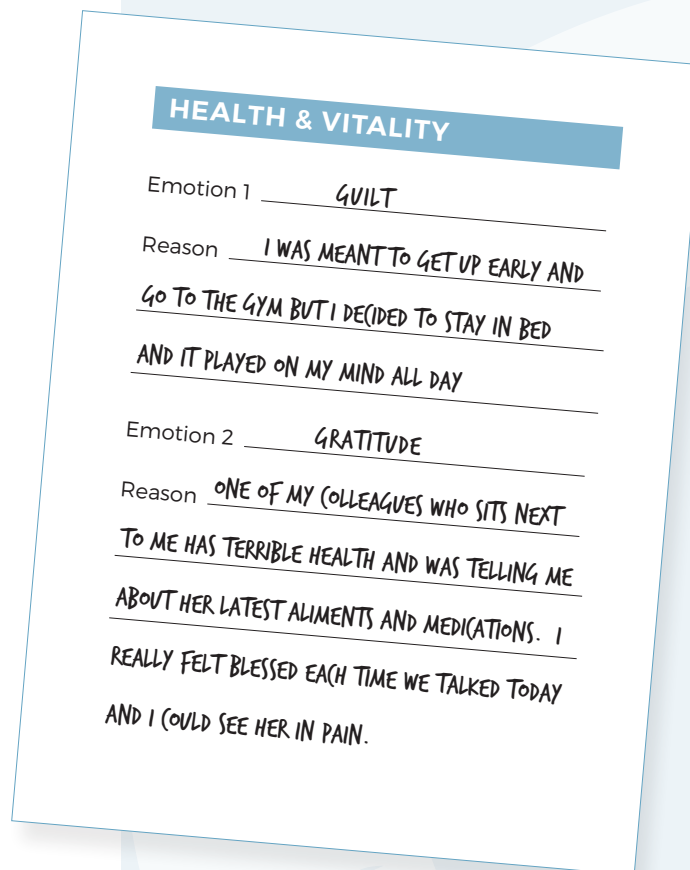 HEALTH & VITALITY
Emotion 1 GUILT
Reason I WAS MEANT TO GET UP EARLY AND
GO TO THE GYM BUT I DECIDED TO STAY IN BED
AND IT PLAYED ON MY MIND ALL DAY
Emotion 2 GRATITUDE
Reason ONE OF MY COLLEAGUES WHO SITS NEXT
TO ME HAS TERRIBLE HEALTH AND WAS TELLING ME
ABOUT HER LATEST ALIMENTS AND MEDICATIONS. I
REALLY FELT BLESSED EACH TIME WE TALKED TODAY
AND I COULD SEE HER IN PAIN.